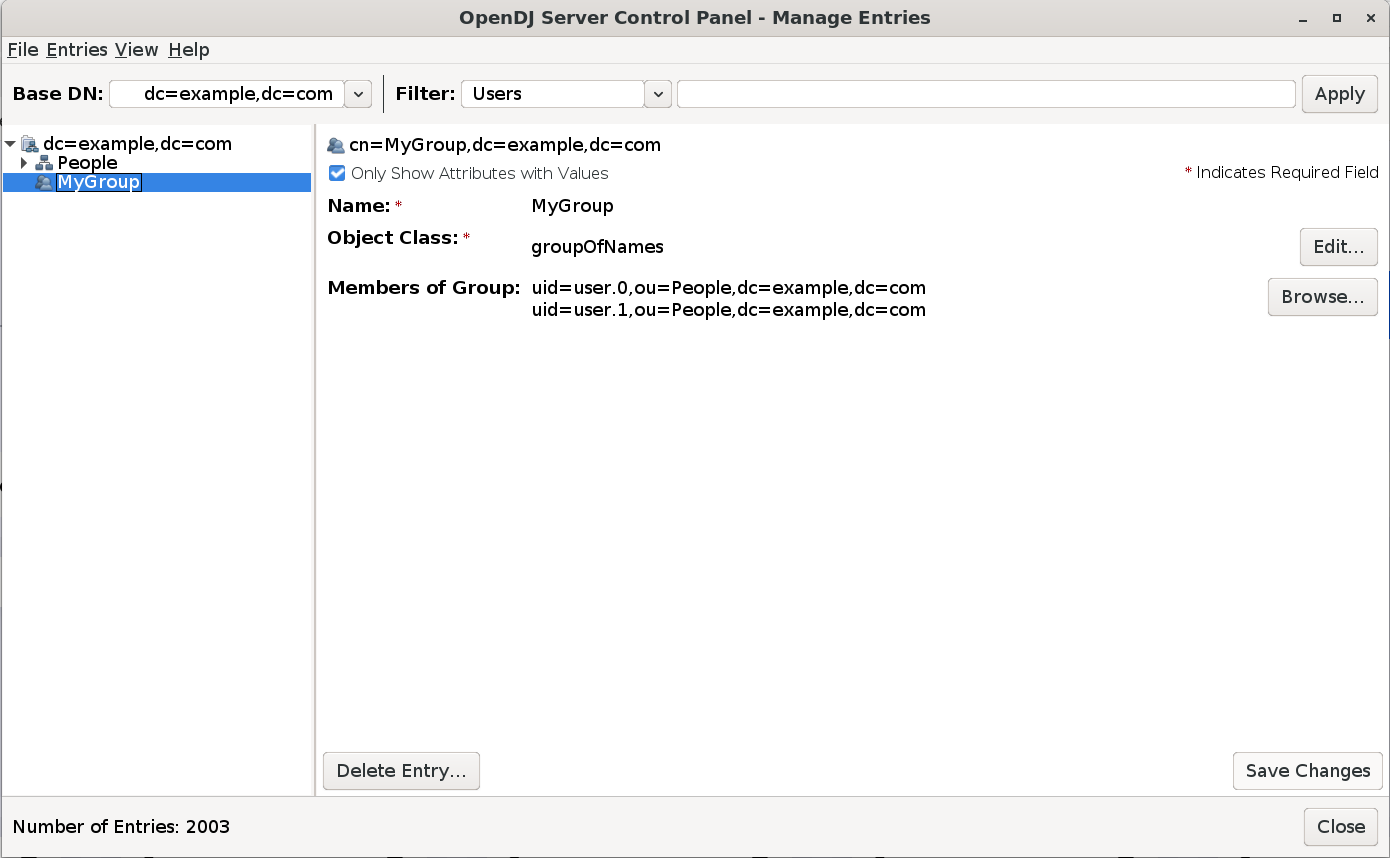 OpenDJ Server Control Panel - Manage Entries
File Entries View Help
Base DN: dc=example,dc=com Filter: Users Apply
dc=example,dc=com
People
MyGroup
cn=MyGroup,dc=example,dc=com
Only Show Attributes with Values * Indicates Required Field
Name: * MyGroup
Object Class: * groupOfNames Edit...
Members of Group: uid=user.0,ou=People,dc=example,dc=com Browse...
uid=user.1,ou=People,dc=example,dc=com
Delete Entry... Save Changes
Number of Entries: 2003 Close